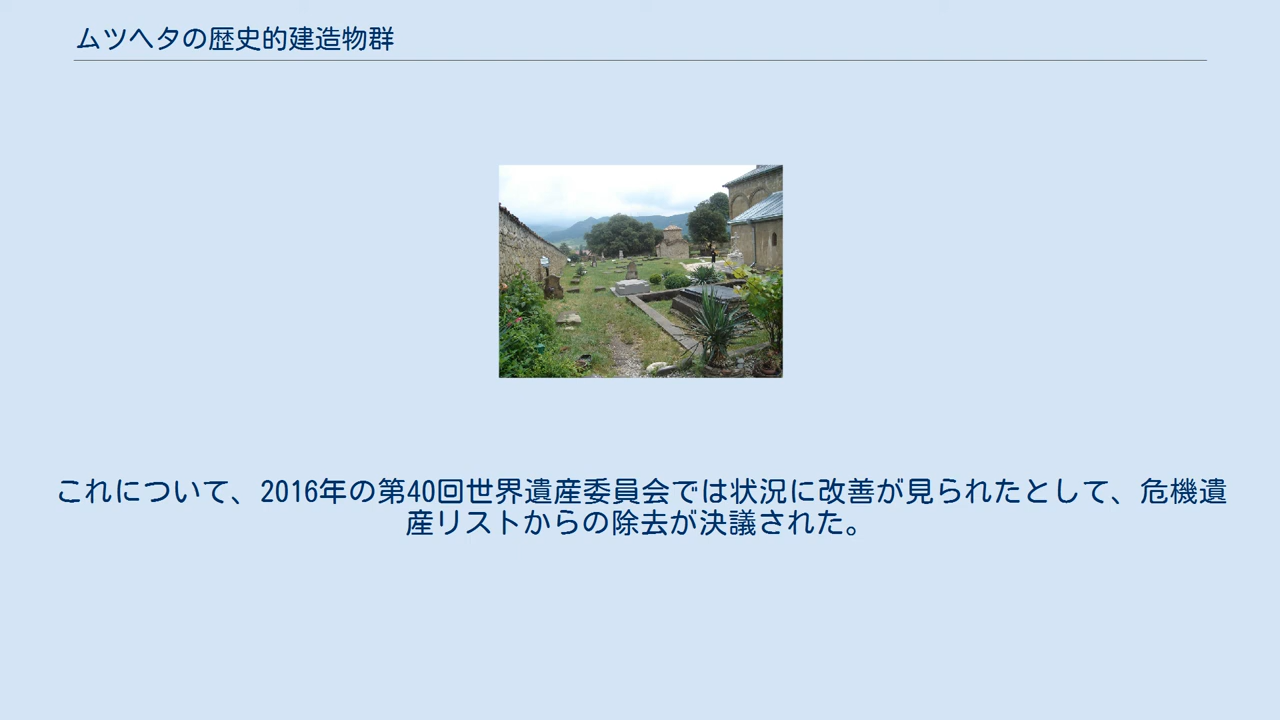 ムツヘタの歴史的建造物群
これについて、2016年の第40回世界遺産委員会では状況に改善が見られたとして、危機遺
産リストからの除去が決議された。